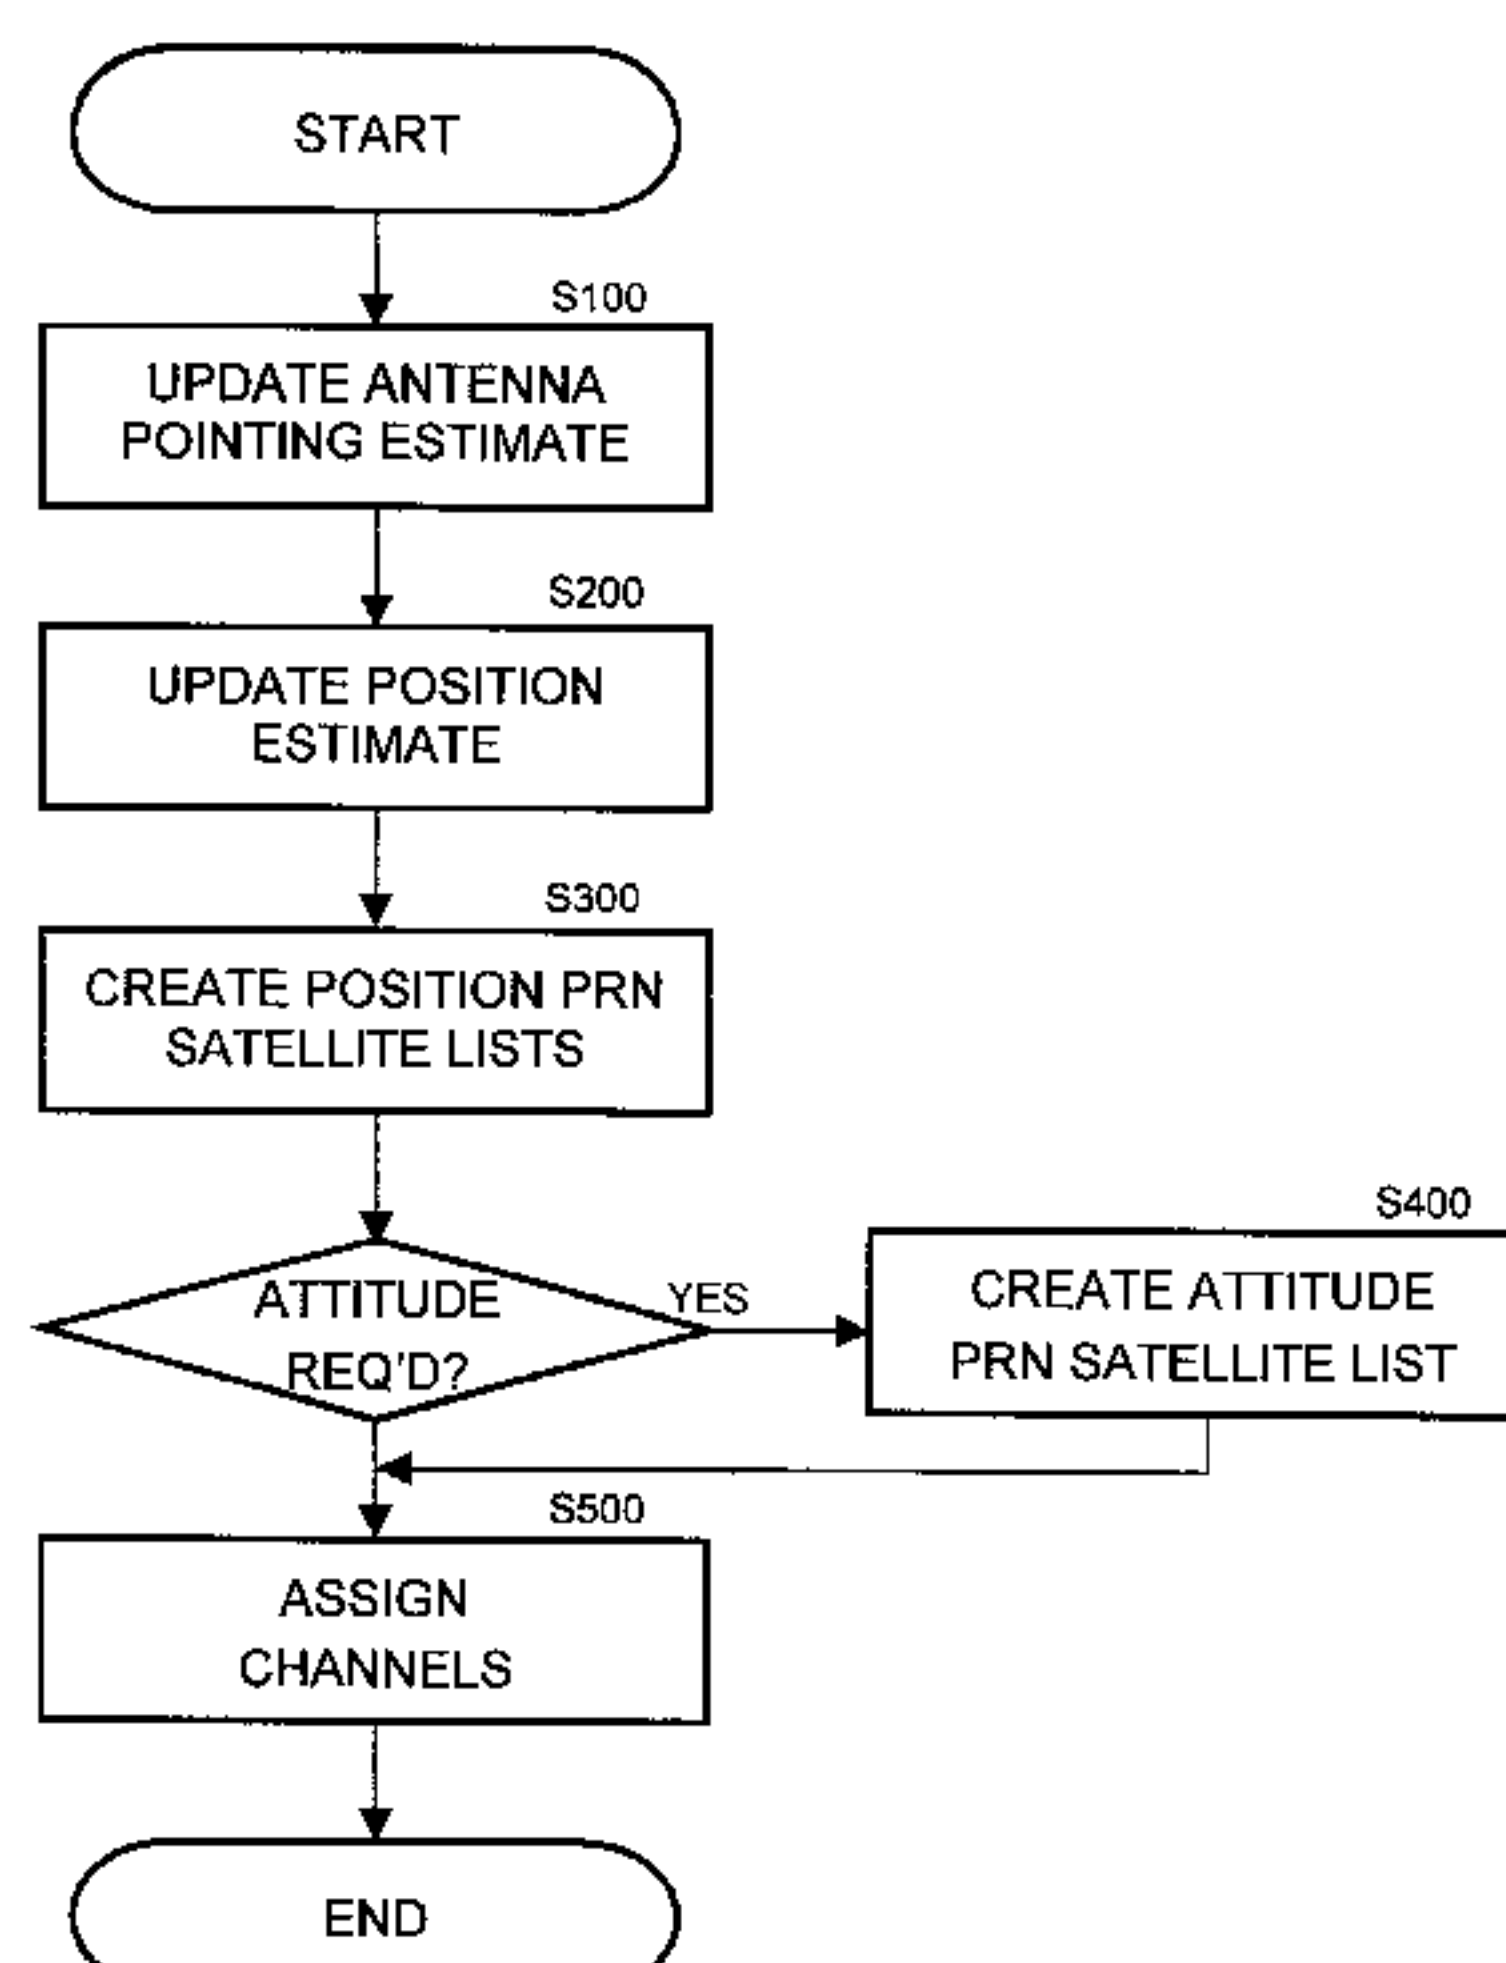 START
S100
UPDATE ANTENNA
POINTING ESTIMATE
S200
UPDATE POSITION
ESTIMATE
S300
CREATE POSITION PRN
SATELLITE LISTS
ATTITUDE
REQ'D?
YES
S400
CREATE ATTITUDE
PRN SATELLITE LIST
S500
ASSIGN
CHANNELS
END